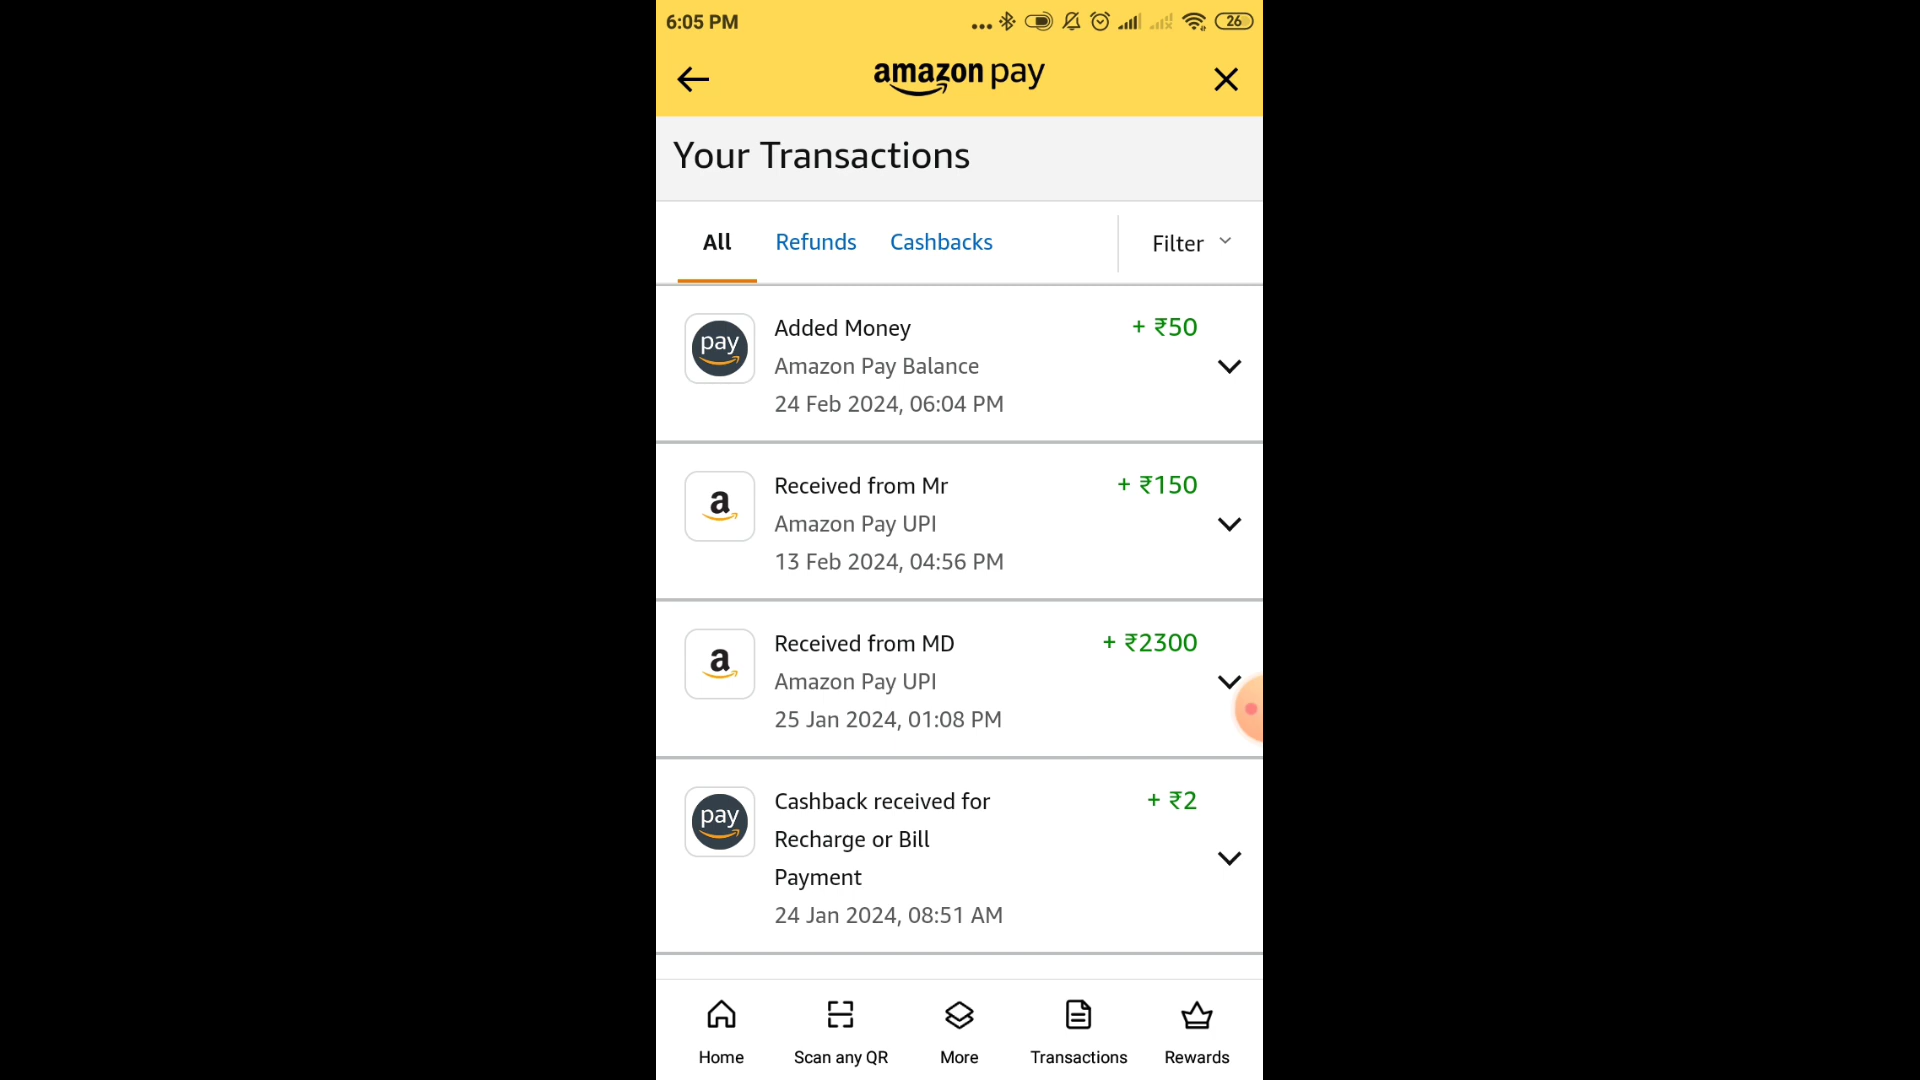 6:05 PM
26
amazon pay
Your Transactions
All Refunds Cashbacks Filter
pay
Added Money + ₹50
Amazon Pay Balance
24 Feb 2024, 06:04 PM
a
Received from Mr + ₹150
Amazon Pay UPI
13 Feb 2024, 04:56 PM
a
Received from MD + ₹2300
Amazon Pay UPI
25 Jan 2024, 01:08 PM
pay
Cashback received for + ₹2
Recharge or Bill
Payment
24 Jan 2024, 08:51 AM
Home Scan any QR More Transactions Rewards